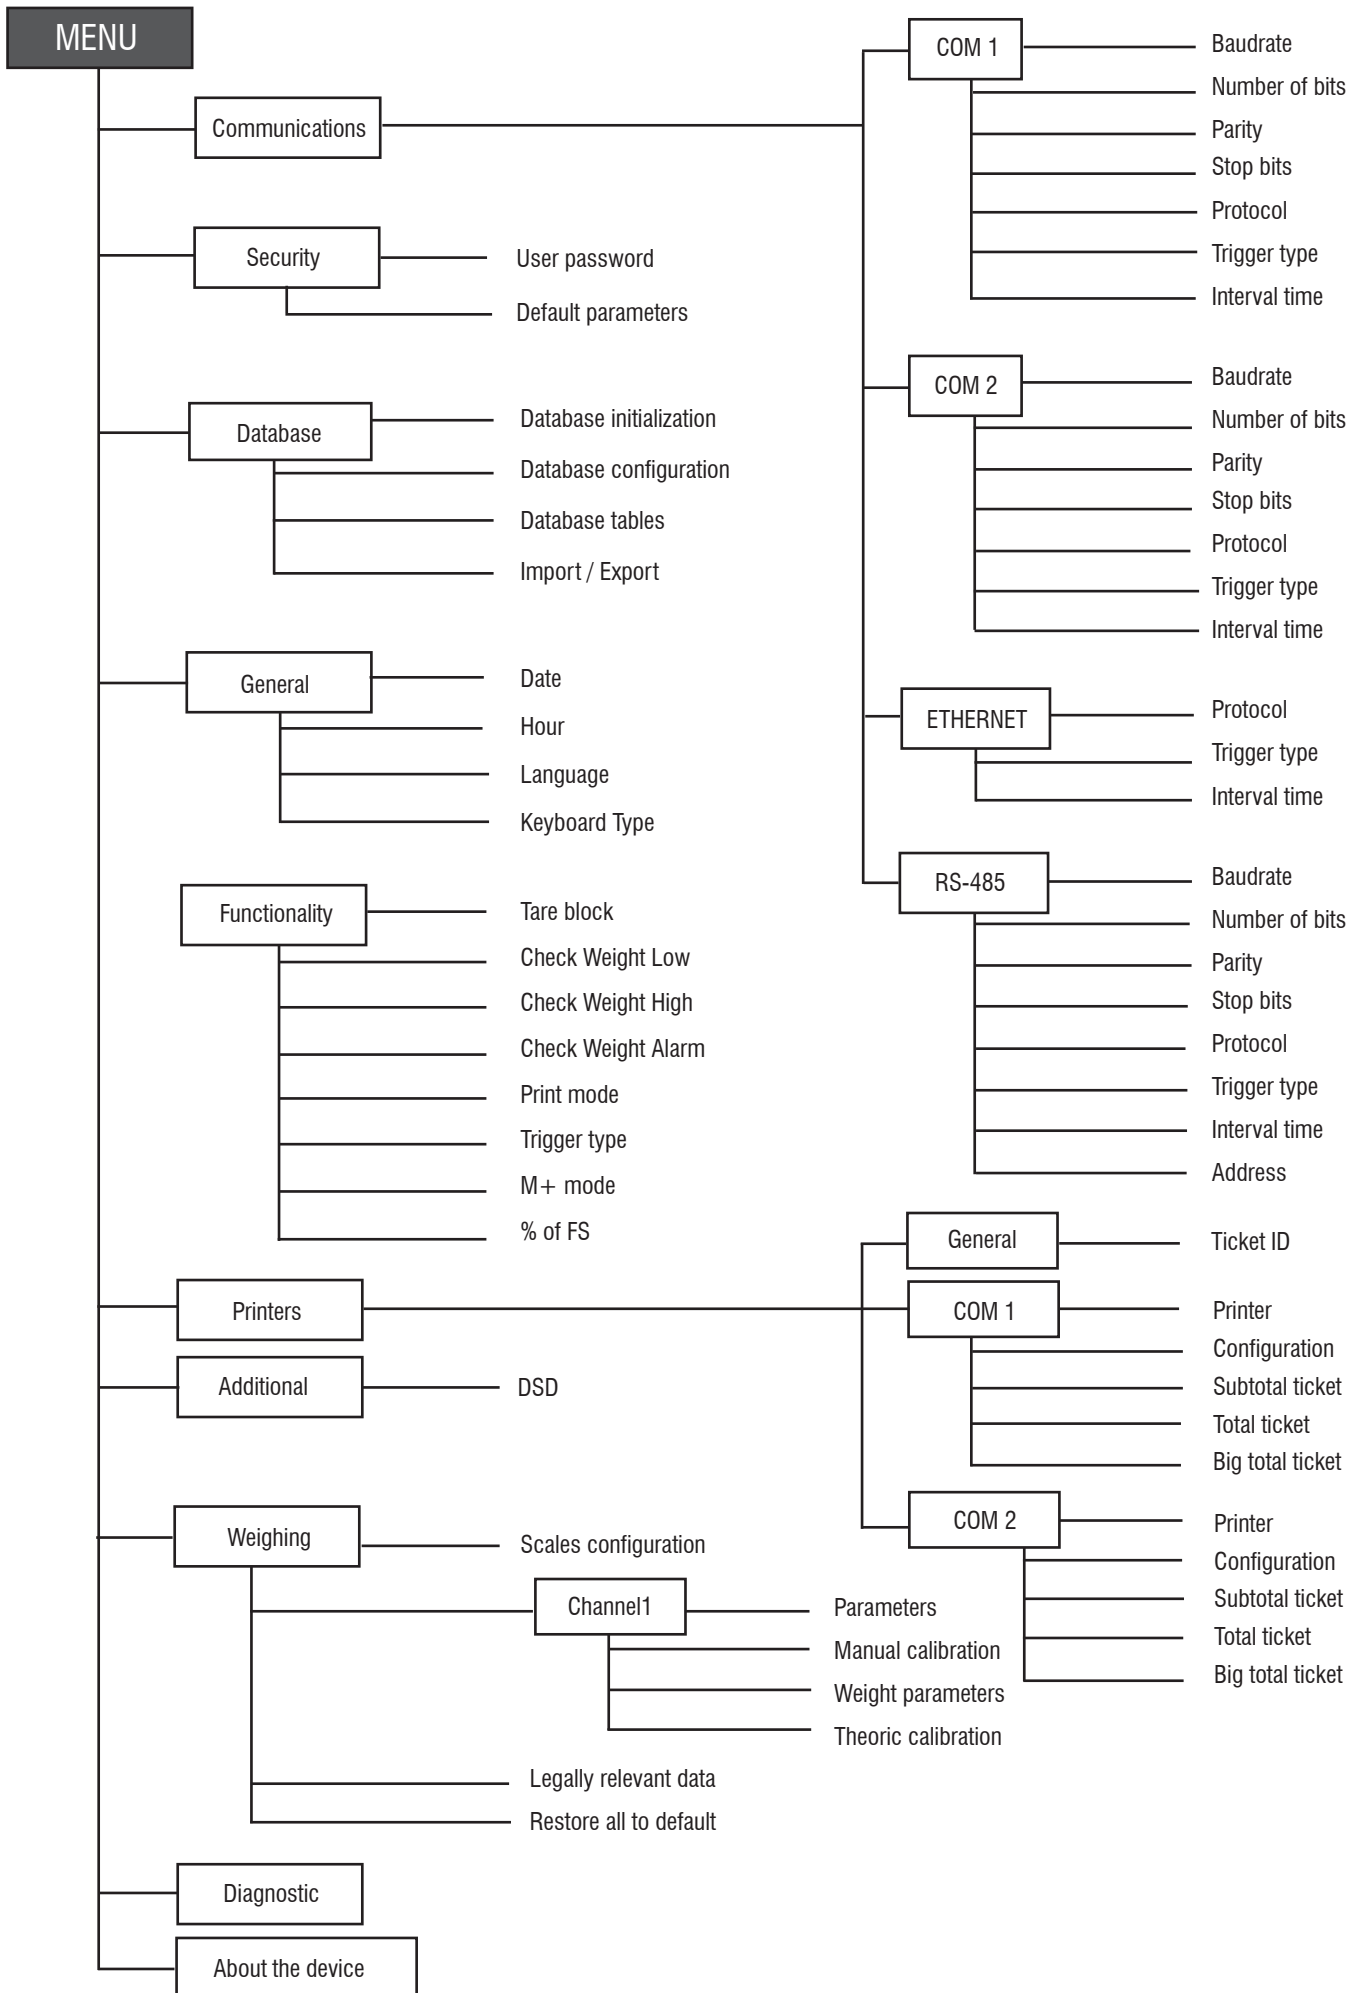 MENU
Communications
COM 1
Baudrate
Number of bits
Parity
Stop bits
Protocol
Trigger type
Interval time
COM 2
Baudrate
Number of bits
Parity
Stop bits
Protocol
Trigger type
Interval time
ETHERNET
Protocol
Trigger type
Interval time
RS-485
Baudrate
Number of bits
Parity
Stop bits
Protocol
Trigger type
Interval time
Address
Security
User password
Default parameters
Database
Database initialization
Database configuration
Database tables
Import / Export
General
Date
Hour
Language
Keyboard Type
Functionality
Tare block
Check Weight Low
Check Weight High
Check Weight Alarm
Print mode
Trigger type
M+ mode
% of FS
Printers
General
Ticket ID
COM 1
Printer
Configuration
Subtotal ticket
Total ticket
Big total ticket
COM 2
Printer
Configuration
Subtotal ticket
Total ticket
Big total ticket
Additional
DSD
Weighing
Scales configuration
Channel1
Parameters
Manual calibration
Weight parameters
Theoric calibration
Legally relevant data
Restore all to default
Diagnostic
About the device